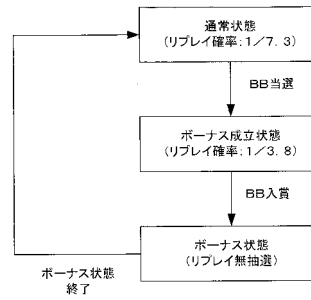 通常状態
(リプレイ確率:1/7.3)
BB当選
ボーナス成立状態
(リプレイ確率:1/3.8)
BB入賞
ボーナス状態
(リプレイ無抽選)
ボーナス状態
終了